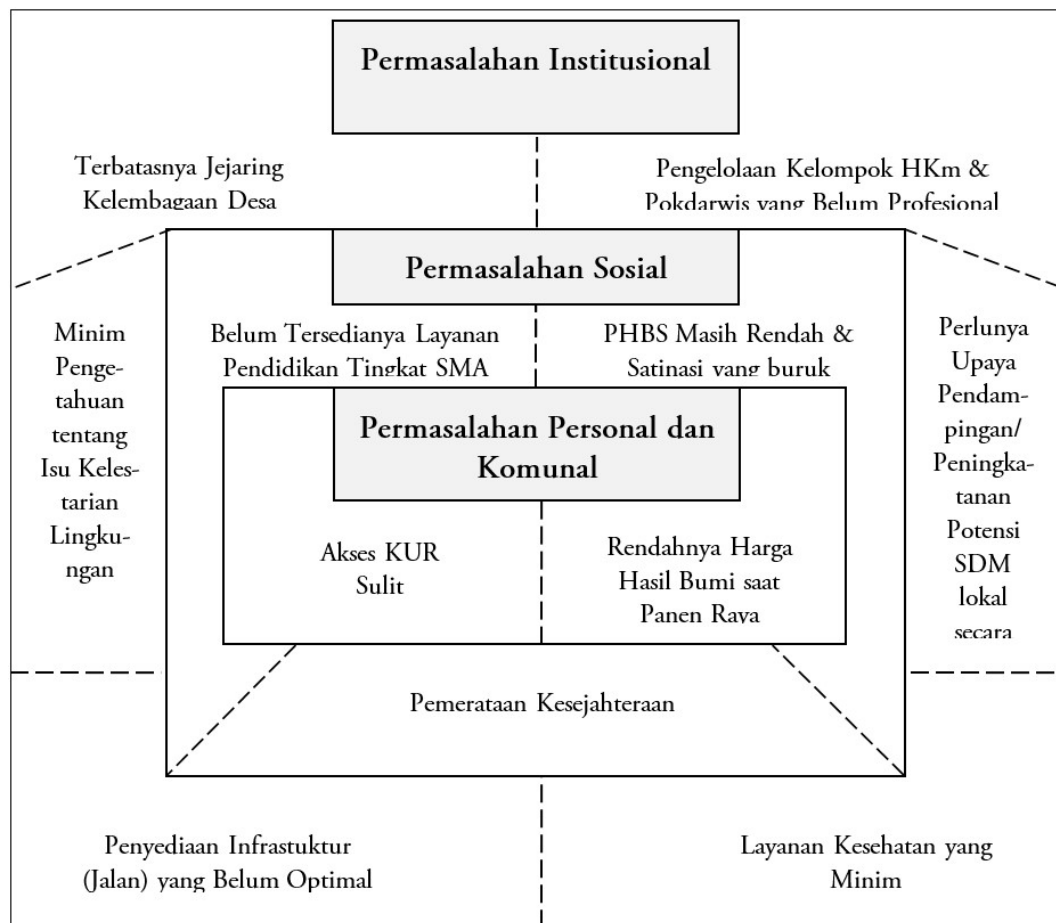 Permasalahan Institusional
Terbatasnya Jejaring
Kelembagaan Desa
Pengelolaan Kelompok HKm &
Pokdarwis yang Belum Profesional
Permasalahan Sosial
Minim
Penge-
tahuan
tentang
Isu Keles-
tarian
Lingku-
ngan
Belum Tersedianya Layanan
Pendidikan Tingkat SMA
PHBS Masih Rendah &
Satinasi yang buruk
Perlunya
Upaya
Pendam-
pingan/
Peningka-
tanan
Potensi
SDM
lokal
secara
Permasalahan Personal dan
Komunal
Akses KUR
Sulit
Rendahnya Harga
Hasil Bumi saat
Panen Raya
Pemerataan Kesejahteraan
Penyediaan Infrastuktur
(Jalan) yang Belum Optimal
Layanan Kesehatan yang
Minim